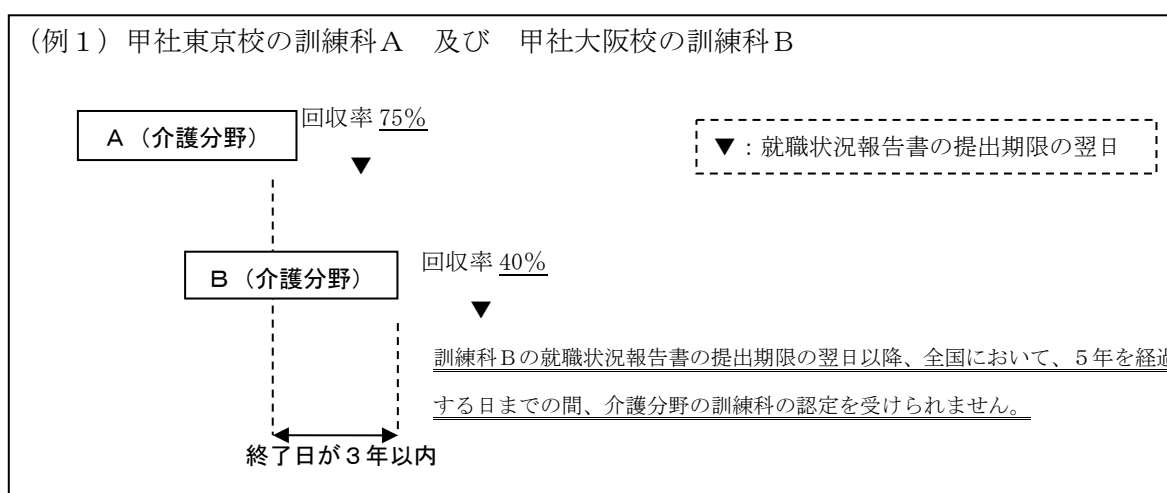 （例１）甲社東京校の訓練科Ａ　及び　甲社大阪校の訓練科Ｂ
Ａ（介護分野）
回収率 75%
▼
▼：就職状況報告書の提出期限の翌日
Ｂ（介護分野）
回収率 40%
▼
訓練科Ｂの就職状況報告書の提出期限の翌日以降、全国において、５年を経過
する日までの間、介護分野の訓練科の認定を受けられません。
終了日が３年以内